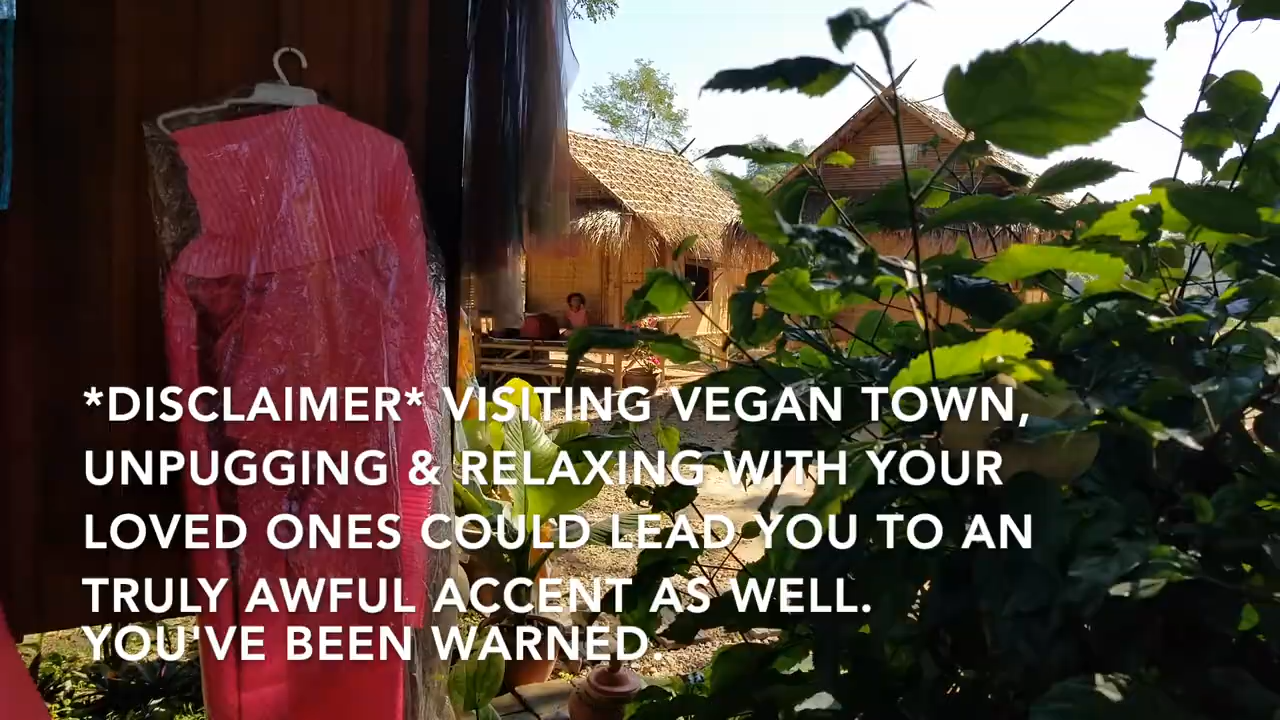 *DISCLAIMER* VISITING VEGAN TOWN,
UNPUGGING & RELAXING WITH YOUR
LOVED ONES COULD LEAD YOU TO AN
TRULY AWFUL ACCENT AS WELL.
YOU'VE BEEN WARNED.